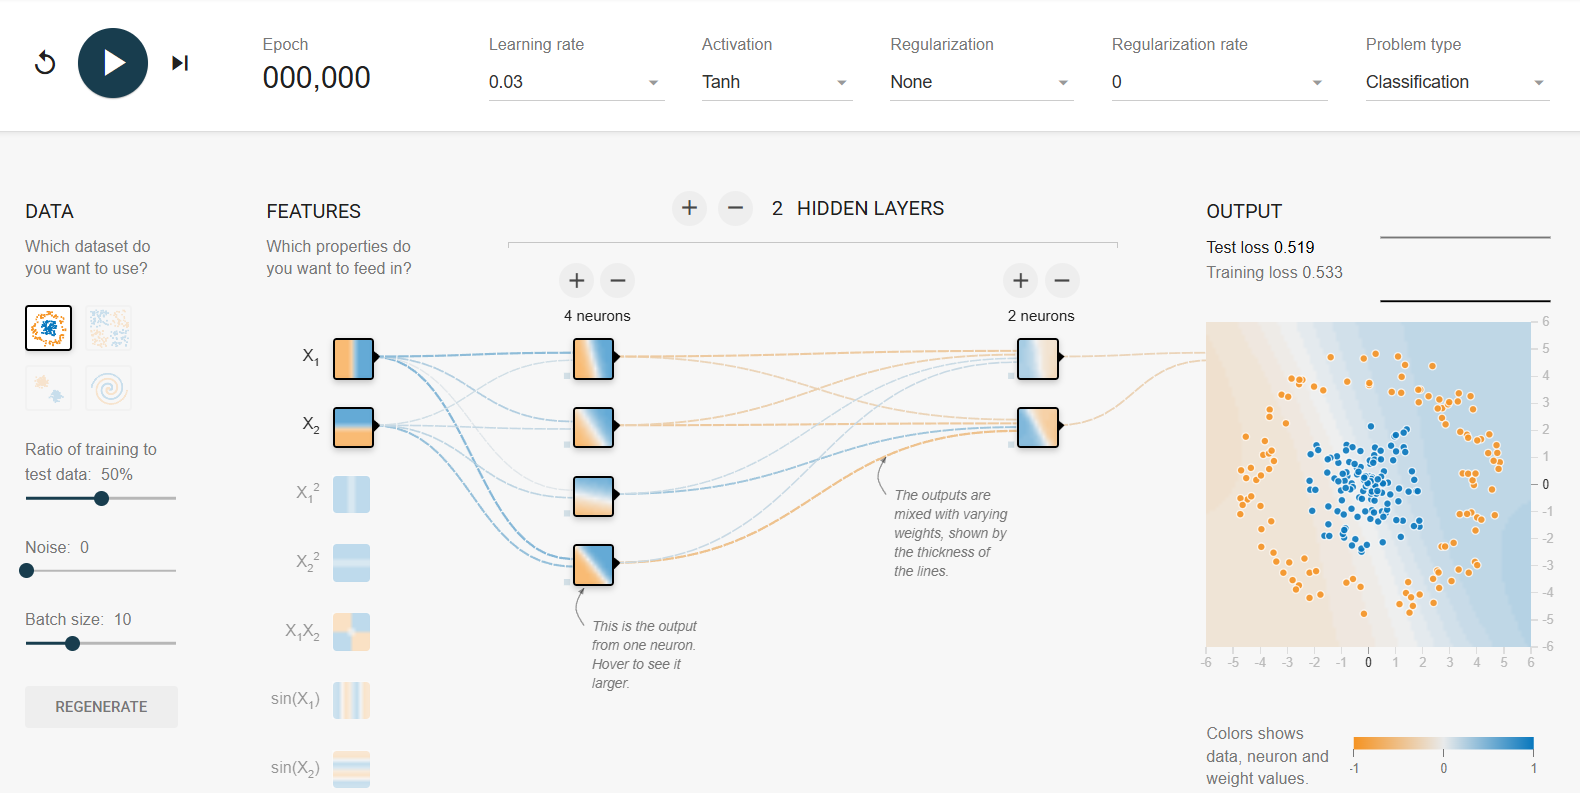 Epoch
000,000
Learning rate
0.03
Activation
Tanh
Regularization
None
Regularization rate
0
Problem type
Classification
DATA
Which dataset do
you want to use?
Ratio of training to
test data: 50%
Noise: 0
Batch size: 10
REGENERATE
FEATURES
Which properties do
you want to feed in?
X1
X2
X1²
X2²
X1X2
sin(X1)
sin(X2)
2 HIDDEN LAYERS
4 neurons
2 neurons
This is the output
from one neuron.
Hover to see it
larger.
The outputs are
mixed with varying
weights, shown by
the thickness of
the lines.
OUTPUT
Test loss 0.519
Training loss 0.533
6
5
4
3
2
1
0
-1
-2
-3
-4
-5
-6
-6 -5 -4 -3 -2 -1 0 1 2 3 4 5 6
Colors shows
data, neuron and
weight values.
-1 0 1